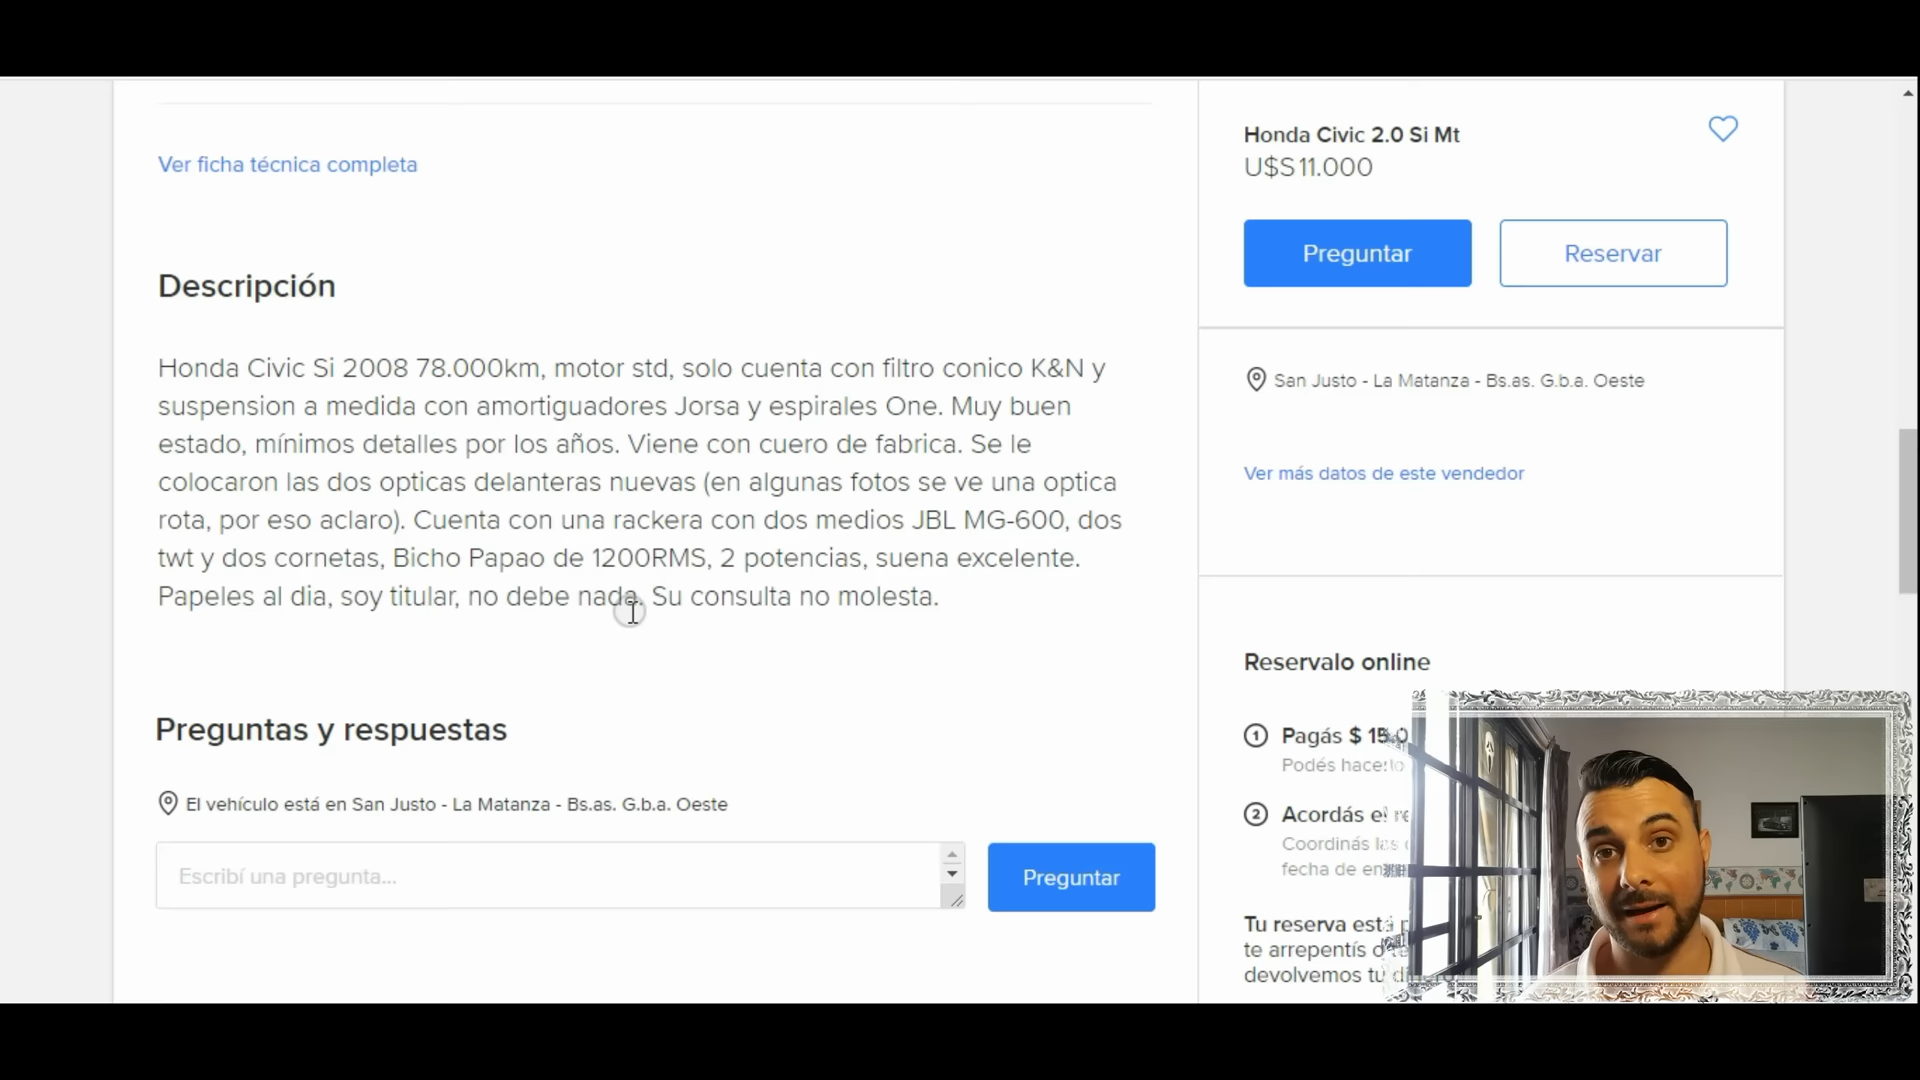 Ver ficha técnica completa
Descripción
Honda Civic Si 2008 78.000km, motor std, solo cuenta con filtro conico K&N y
suspension a medida con amortiguadores Jorsa y espirales One. Muy buen
estado, mínimos detalles por los años. Viene con cuero de fabrica. Se le
colocaron las dos opticas delanteras nuevas (en algunas fotos se ve una optica
rota, por eso aclaro). Cuenta con una rackera con dos medios JBL MG-600, dos
twt y dos cornetas, Bicho Papao de 1200RMS, 2 potencias, suena excelente.
Papeles al dia, soy titular, no debe nada. Su consulta no molesta.
Preguntas y respuestas
El vehículo está en San Justo - La Matanza - Bs.as. G.b.a. Oeste
Escribí una pregunta...
Preguntar
Honda Civic 2.0 Si Mt
U$S 11.000
Preguntar
Reservar
San Justo - La Matanza - Bs.as. G.b.a. Oeste
Ver más datos de este vendedor
Reservalo online
1 Pagás $
Podés
2 Acordás
Coordinás
fecha de
Tu reserva está
te arrepentís
devolvemos tu